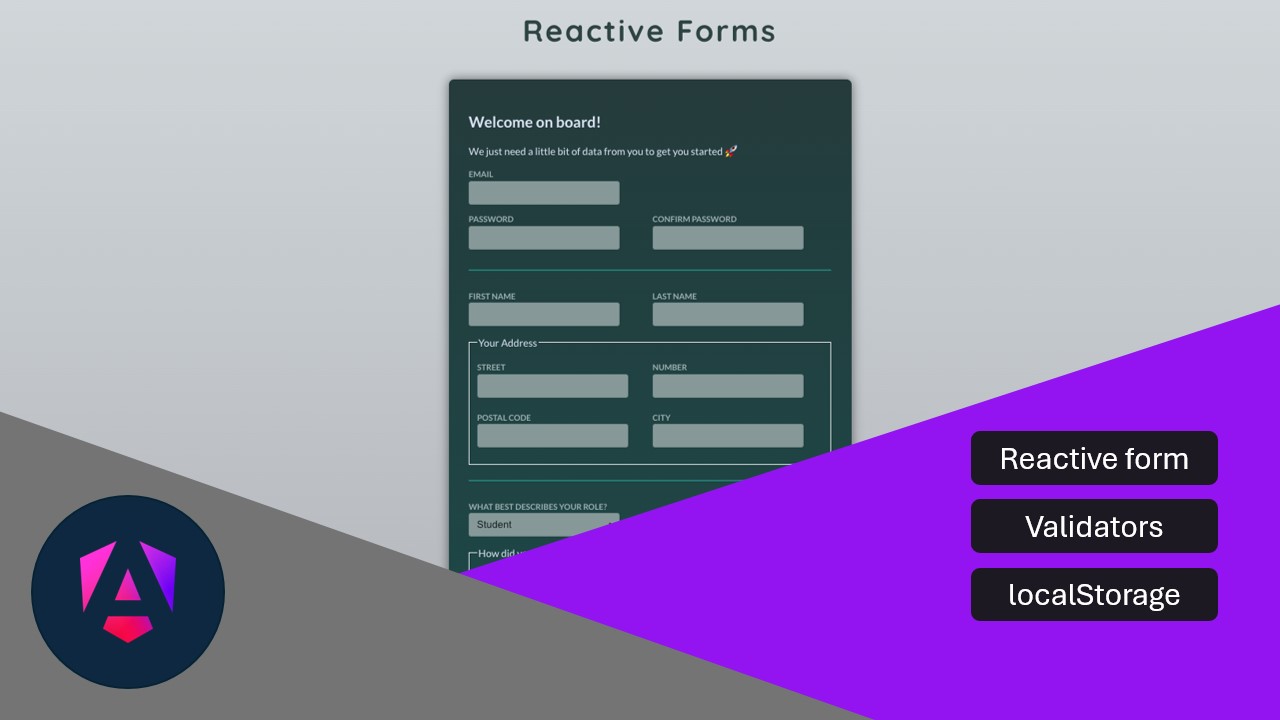 Reactive Forms
Welcome on board!
We just need a little bit of data from you to get you started 🚀
EMAIL
PASSWORD CONFIRM PASSWORD
FIRST NAME LAST NAME
Your Address
STREET NUMBER
POSTAL CODE CITY
WHAT BEST DESCRIBES YOUR ROLE?
Student
How did
Reactive form
Validators
localStorage